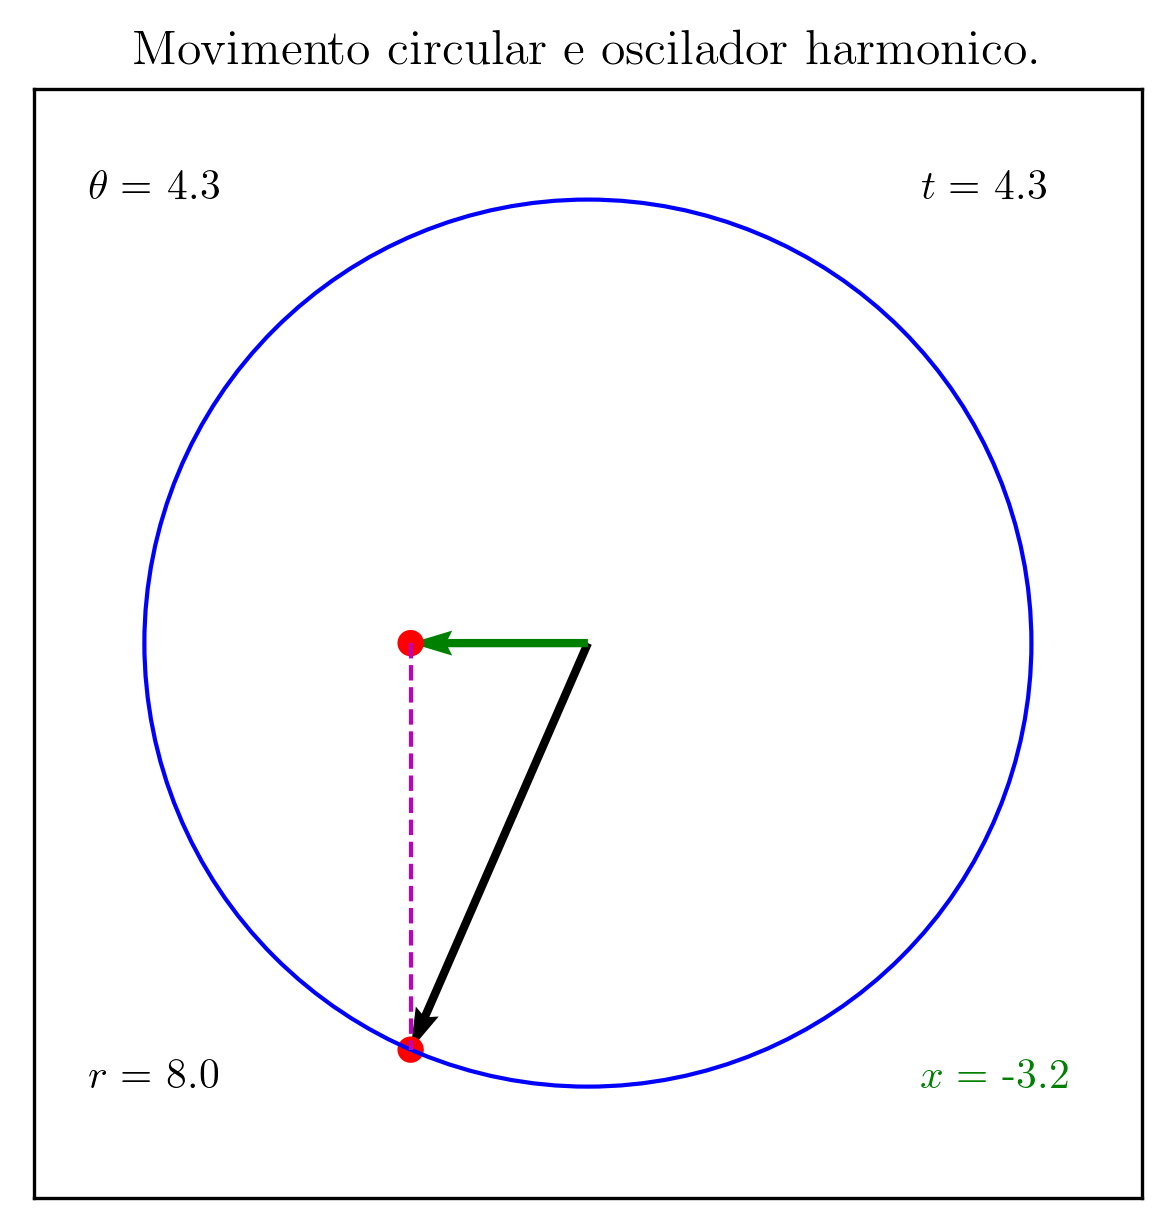 Movimento circular e oscilador harmonico.
θ = 4.3
t = 4.3
r = 8.0
x = -3.2